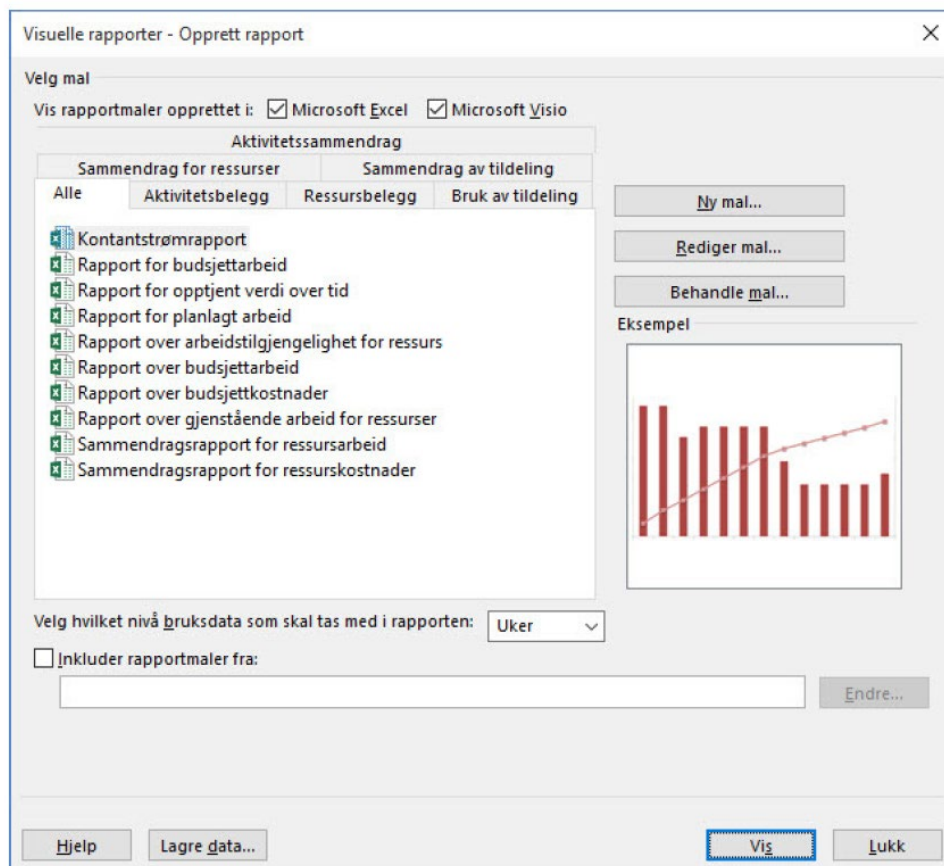 Visuelle rapporter - Opprett rapport
Velg mal
Vis rapportmaler opprettet i: Microsoft Excel Microsoft Visio
Aktivitetssammendrag
Sammendrag for ressurser Sammendrag av tildeling
Alle Aktivitetsbelegg Ressursbelegg Bruk av tildeling
Kontantstrømrapport
Rapport for budsjettarbeid
Rapport for opptjent verdi over tid
Rapport for planlagt arbeid
Rapport over arbeidstilgjengelighet for ressurs
Rapport over budsjettarbeid
Rapport over budsjettkostnader
Rapport over gjenstående arbeid for ressurser
Sammendragsrapport for ressursarbeid
Sammendragsrapport for ressurskostnader
Ny mal...
Rediger mal...
Behandle mal...
Eksempel
Velg hvilket nivå bruksdata som skal tas med i rapporten: Uker
Inkluder rapportmaler fra:
Endre...
Hjelp Lagre data... Vis Lukk